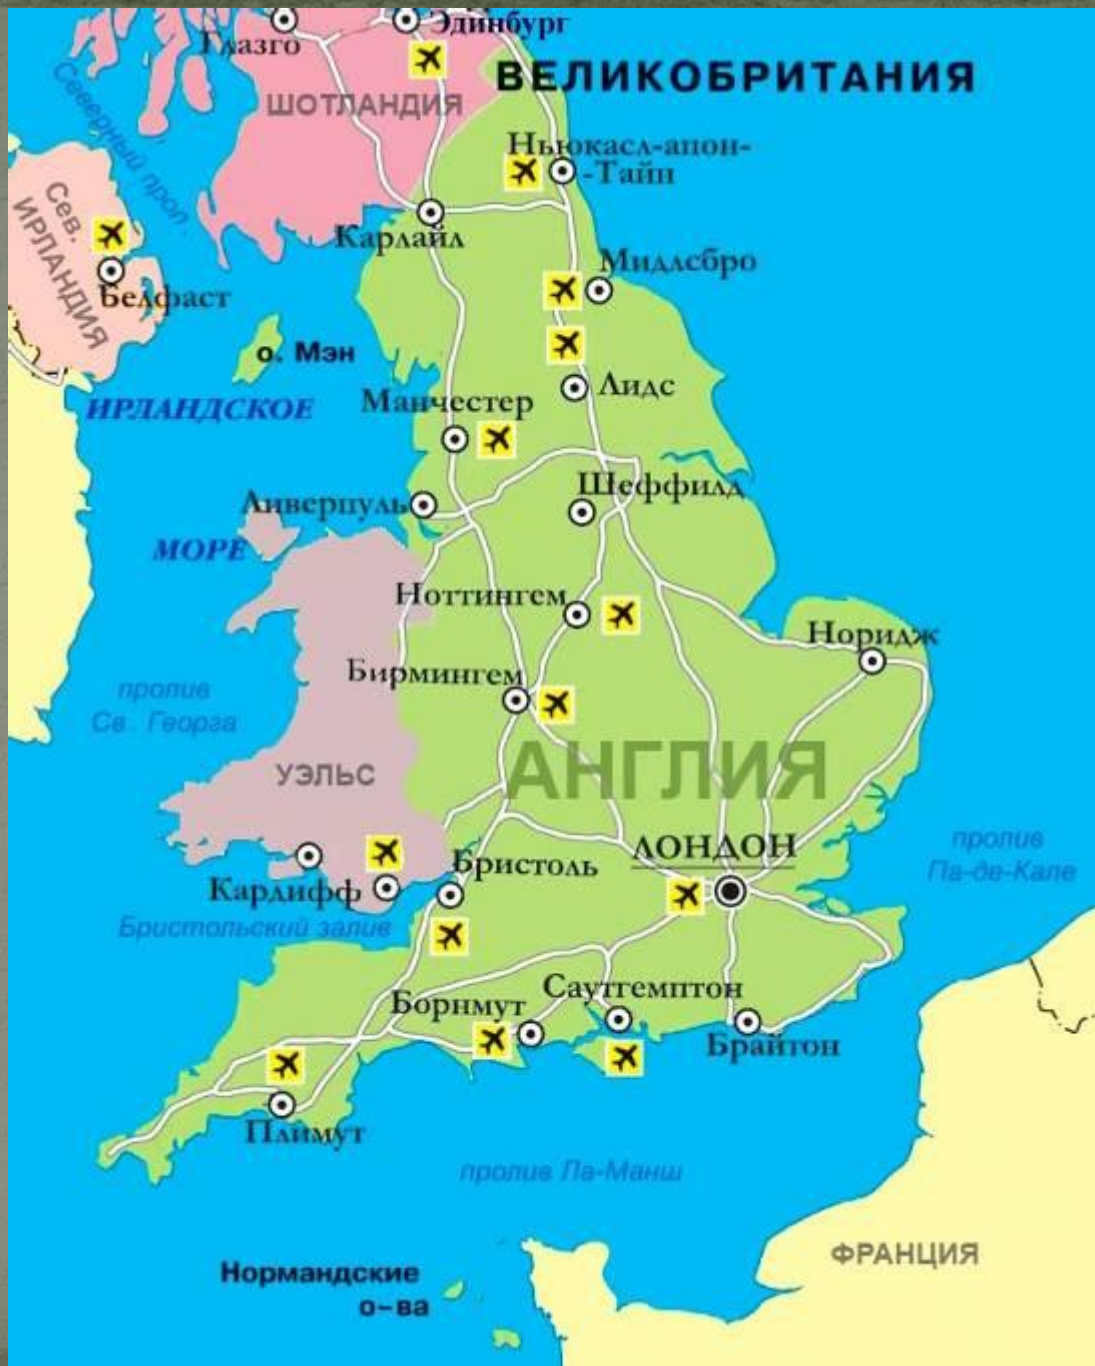 Эдинбург
Глазго
ВЕЛИКОБРИТАНИЯ
ШОТЛАНДИЯ
Северный прол.
Ньюкасл-апон-
-Тайн
Сев.
ИРЛАНДИЯ
Карлайл
Мидлсбро
Белфаст
о. Мэн
Лидс
ИРЛАНДСКОЕ
Манчестер
Шеффилд
Ливерпуль
МОРЕ
Ноттингем
Норидж
Бирмингем
пролив
Св. Георга
АНГЛИЯ
УЭЛЬС
ЛОНДОН
пролив
Па-де-Кале
Бристоль
Кардифф
Бристольский залив
Саутгемптон
Борнмут
Брайтон
Плимут
пролив Ла-Манш
ФРАНЦИЯ
Нормандские
о-ва